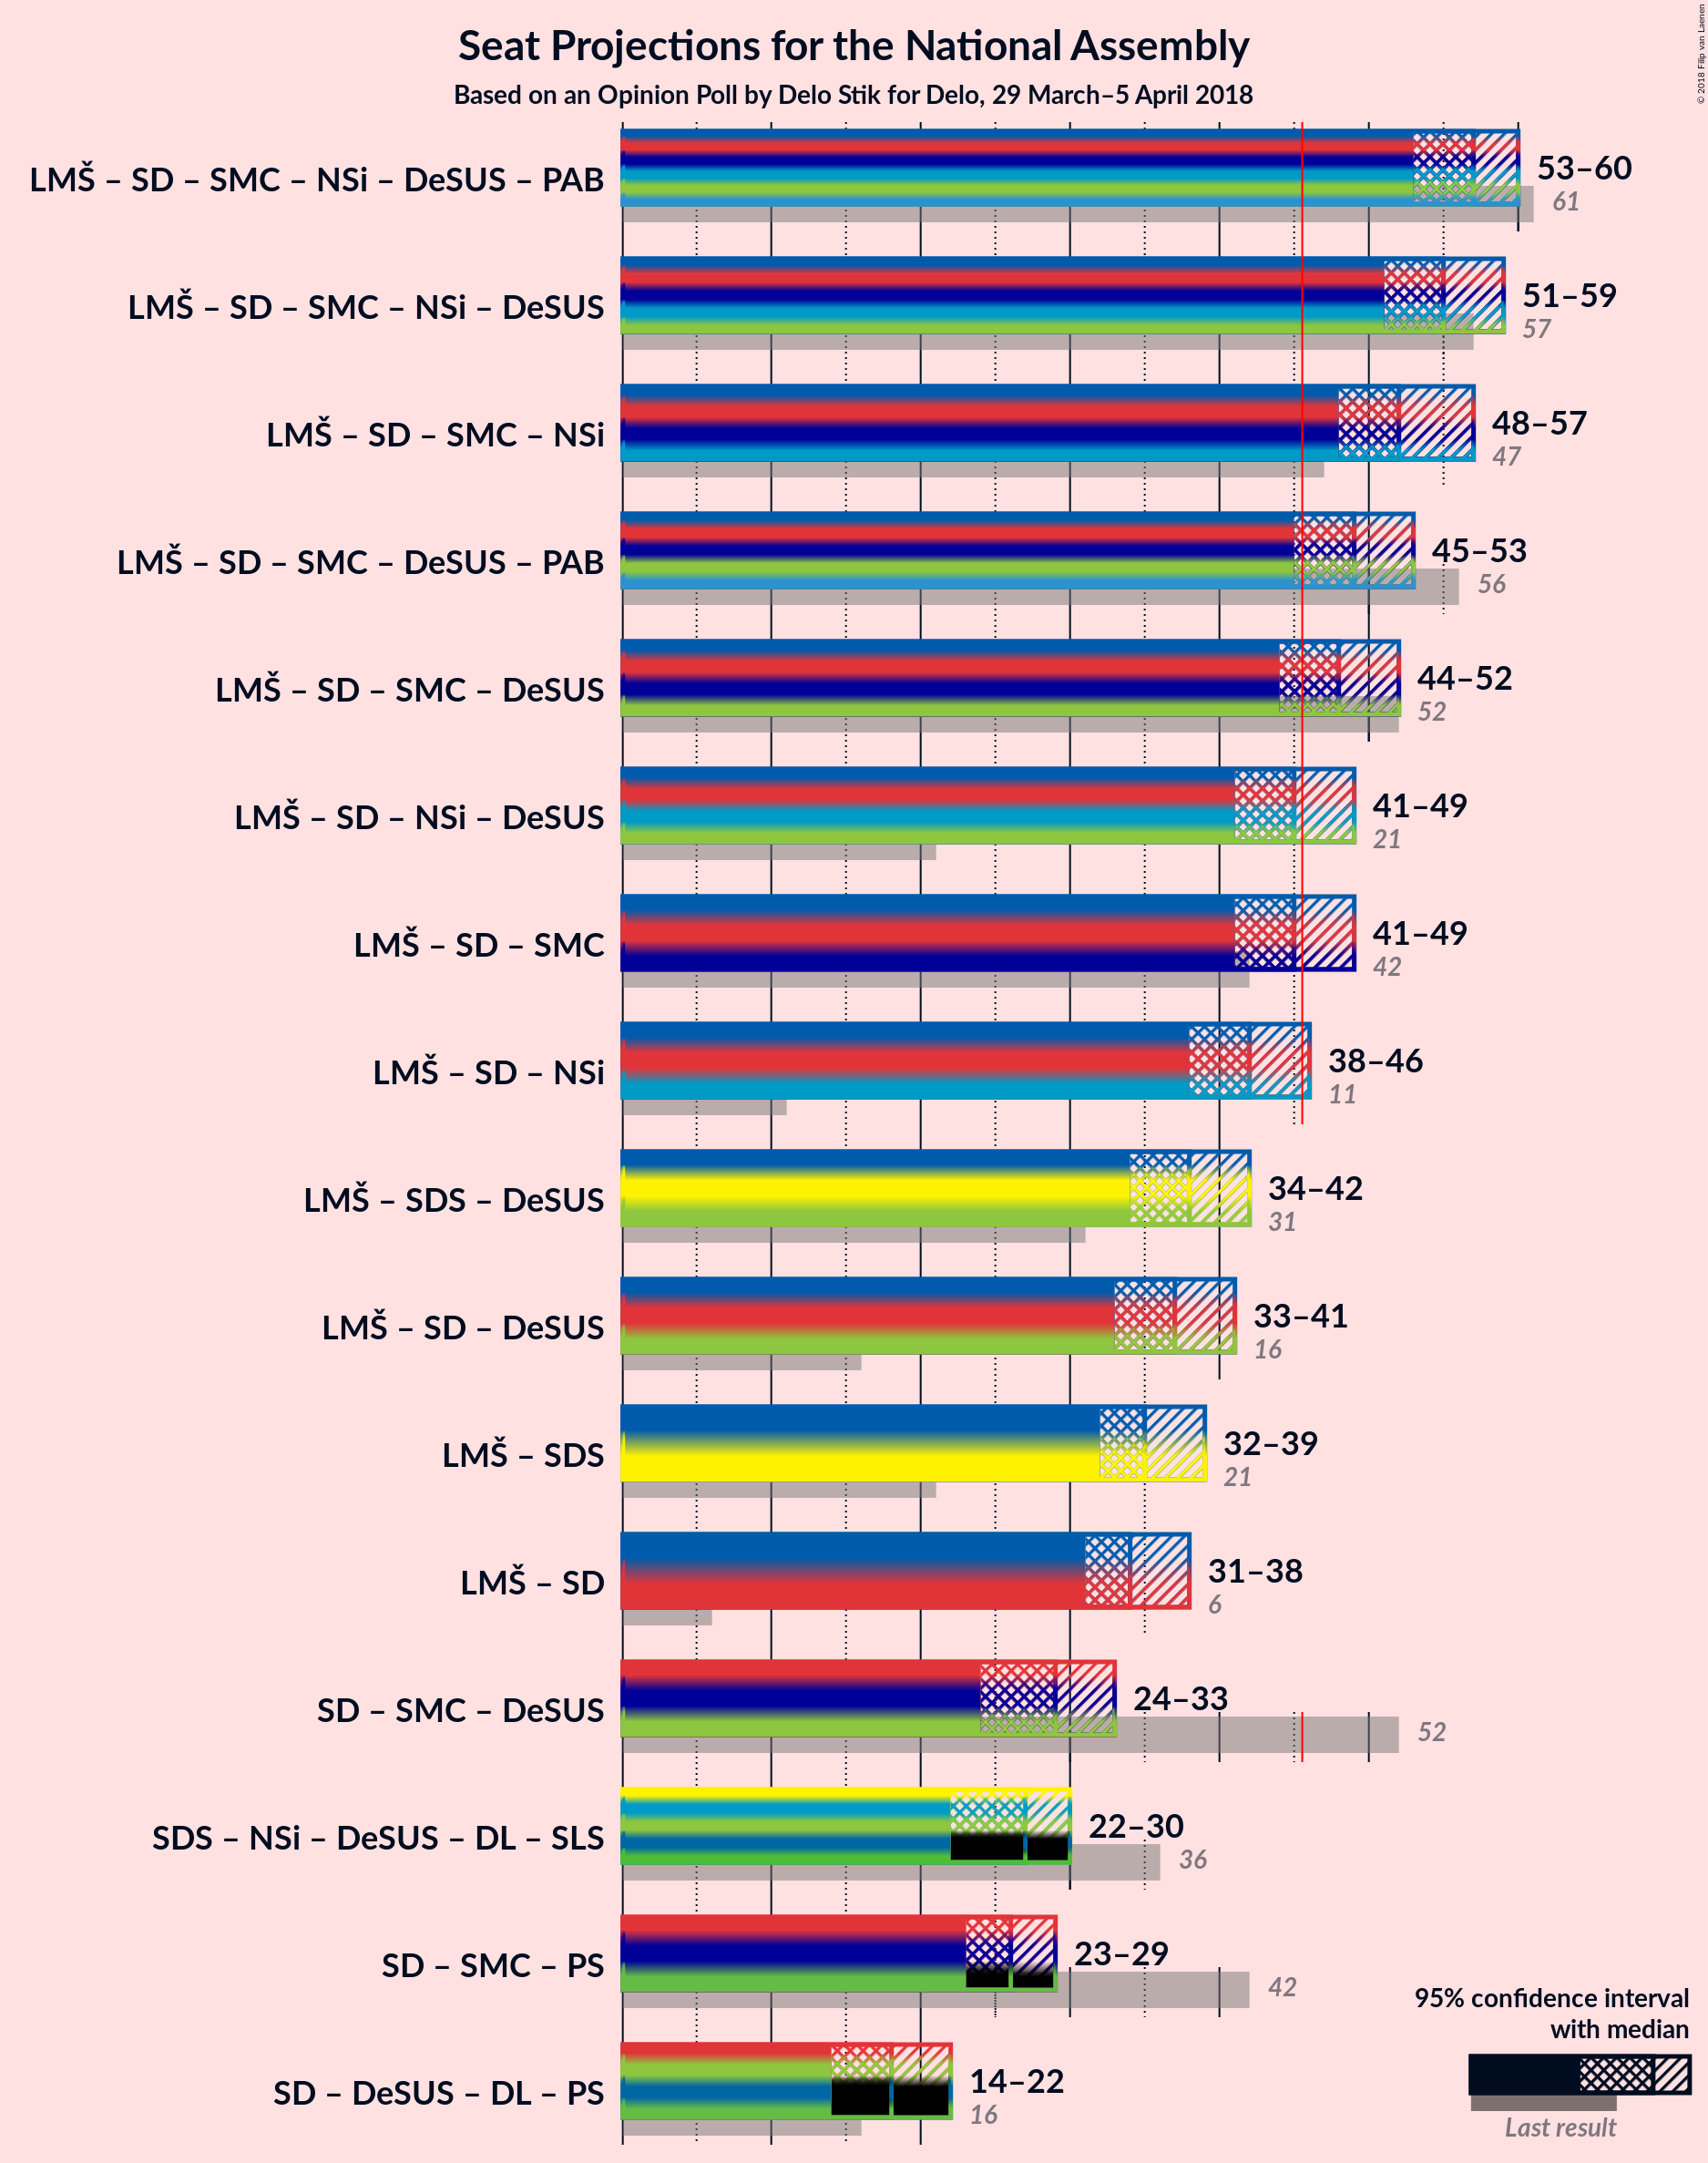 © 2018 Filip van Laenen
Seat Projections for the National Assembly
Based on an Opinion Poll by Delo Stik for Delo, 29 March–5 April 2018
LMŠ – SD – SMC – NSi – DeSUS – PAB
53–60
61
LMŠ – SD – SMC – NSi – DeSUS
51–59
57
LMŠ – SD – SMC – NSi
48–57
47
LMŠ – SD – SMC – DeSUS – PAB
45–53
56
LMŠ – SD – SMC – DeSUS
44–52
52
LMŠ – SD – NSi – DeSUS
41–49
21
LMŠ – SD – SMC
41–49
42
LMŠ – SD – NSi
38–46
11
LMŠ – SDS – DeSUS
34–42
31
LMŠ – SD – DeSUS
33–41
16
LMŠ – SDS
32–39
21
LMŠ – SD
31–38
6
SD – SMC – DeSUS
24–33
52
SDS – NSi – DeSUS – DL – SLS
22–30
36
SD – SMC – PS
23–29
42
SD – DeSUS – DL – PS
14–22
16
95% confidence interval
with median
Last result